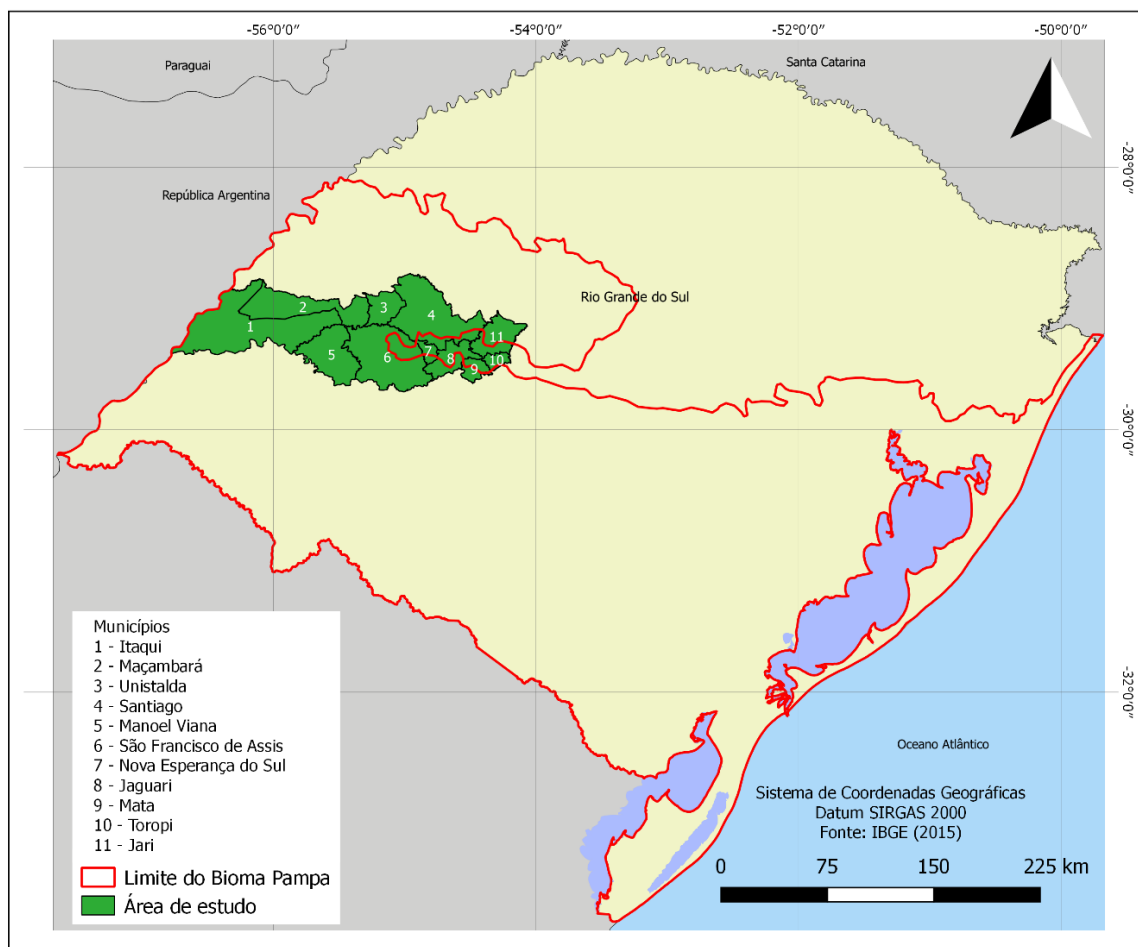 -56°0'0"
-54°0'0"
-52°0'0"
-50°0'0"
Paraguai
Santa Catarina
-28°0'0"
República Argentina
Rio Grande do Sul
1
2
3
4
5
6
7
8
9
10
11
-30°0'0"
-32°0'0"
Oceano Atlântico
Municípios
1 - Itaqui
2 - Maçambará
3 - Unistalda
4 - Santiago
5 - Manoel Viana
6 - São Francisco de Assis
7 - Nova Esperança do Sul
8 - Jaguari
9 - Mata
10 - Toropi
11 - Jari
Limite do Bioma Pampa
Área de estudo
Sistema de Coordenadas Geográficas
Datum SIRGAS 2000
Fonte: IBGE (2015)
0 75 150 225 km